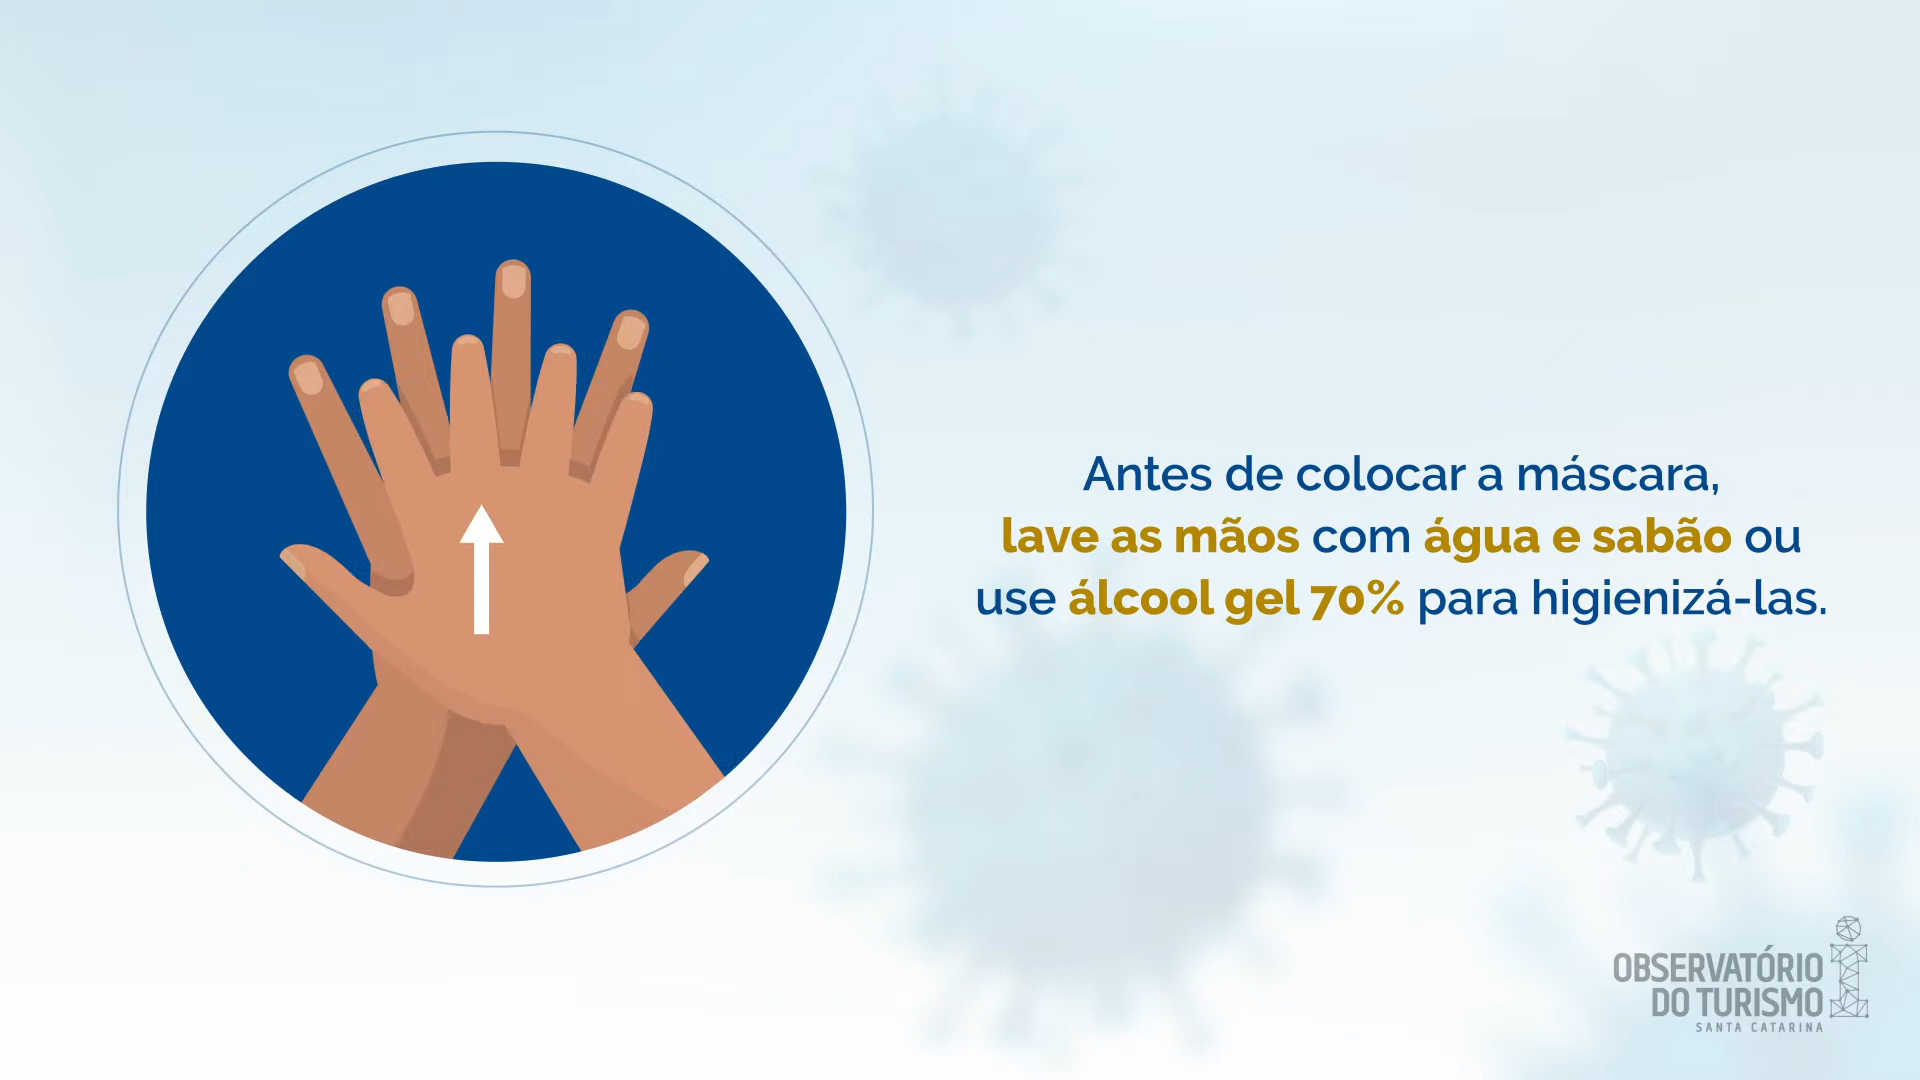 Antes de colocar a máscara,
lave as mãos com água e sabão ou
use álcool gel 70% para higienizá-las.
OBSERVATÓRIO
DO TURISMO
SANTA CATARINA